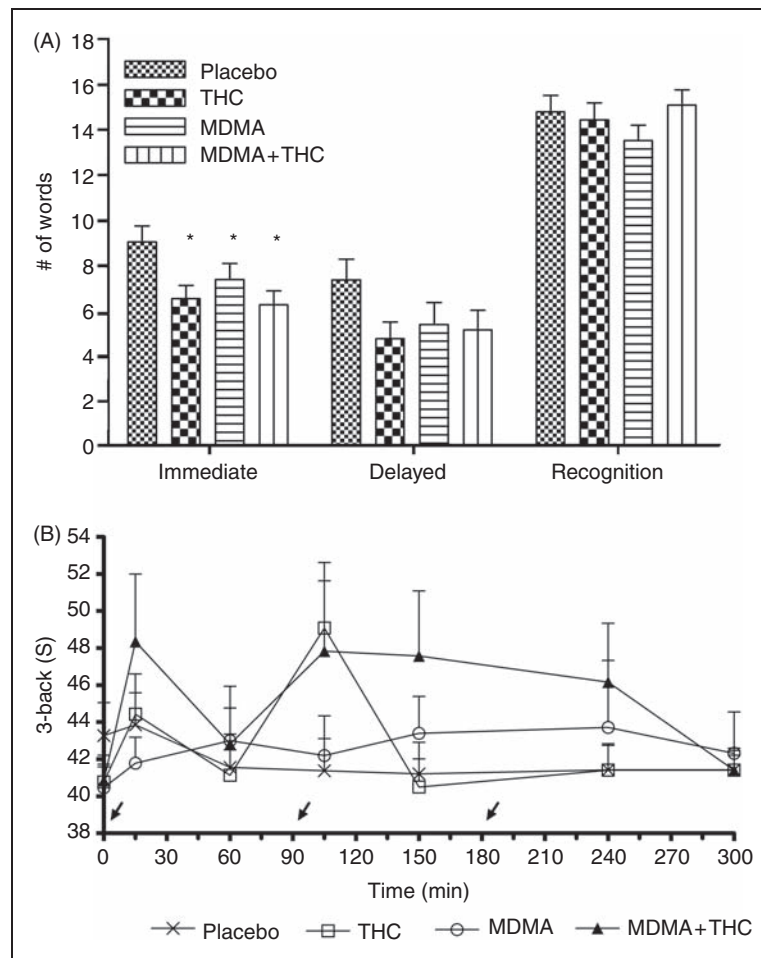 (A)
18
16
14
12
10
8
6
4
2
0
# of words
Placebo
THC
MDMA
MDMA+THC
* * *
Immediate Delayed Recognition
(B)
54
52
50
48
46
44
42
40
38
3-back (S)
0 30 60 90 120 150 180 210 240 270 300
Time (min)
Placebo THC MDMA MDMA+THC